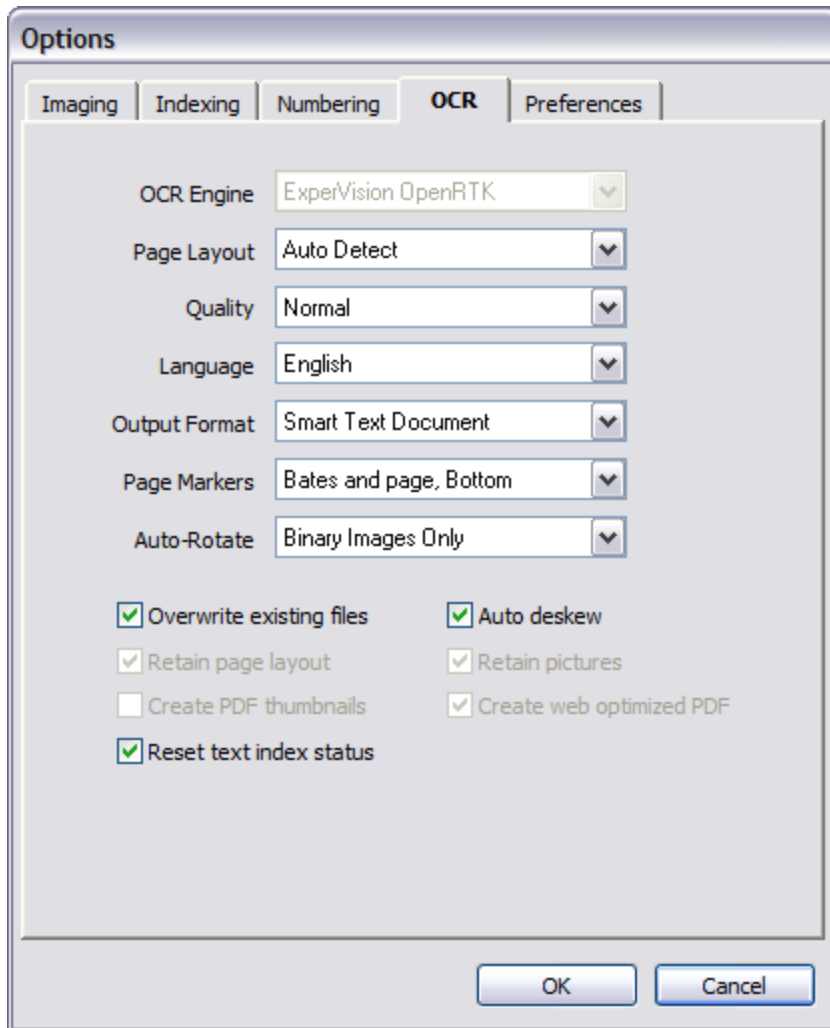 Options
Imaging Indexing Numbering OCR Preferences
OCR Engine ExperVision OpenRTK
Page Layout Auto Detect
Quality Normal
Language English
Output Format Smart Text Document
Page Markers Bates and page, Bottom
Auto-Rotate Binary Images Only
Overwrite existing files Auto deskew
Retain page layout Retain pictures
Create PDF thumbnails Create web optimized PDF
Reset text index status
OK Cancel